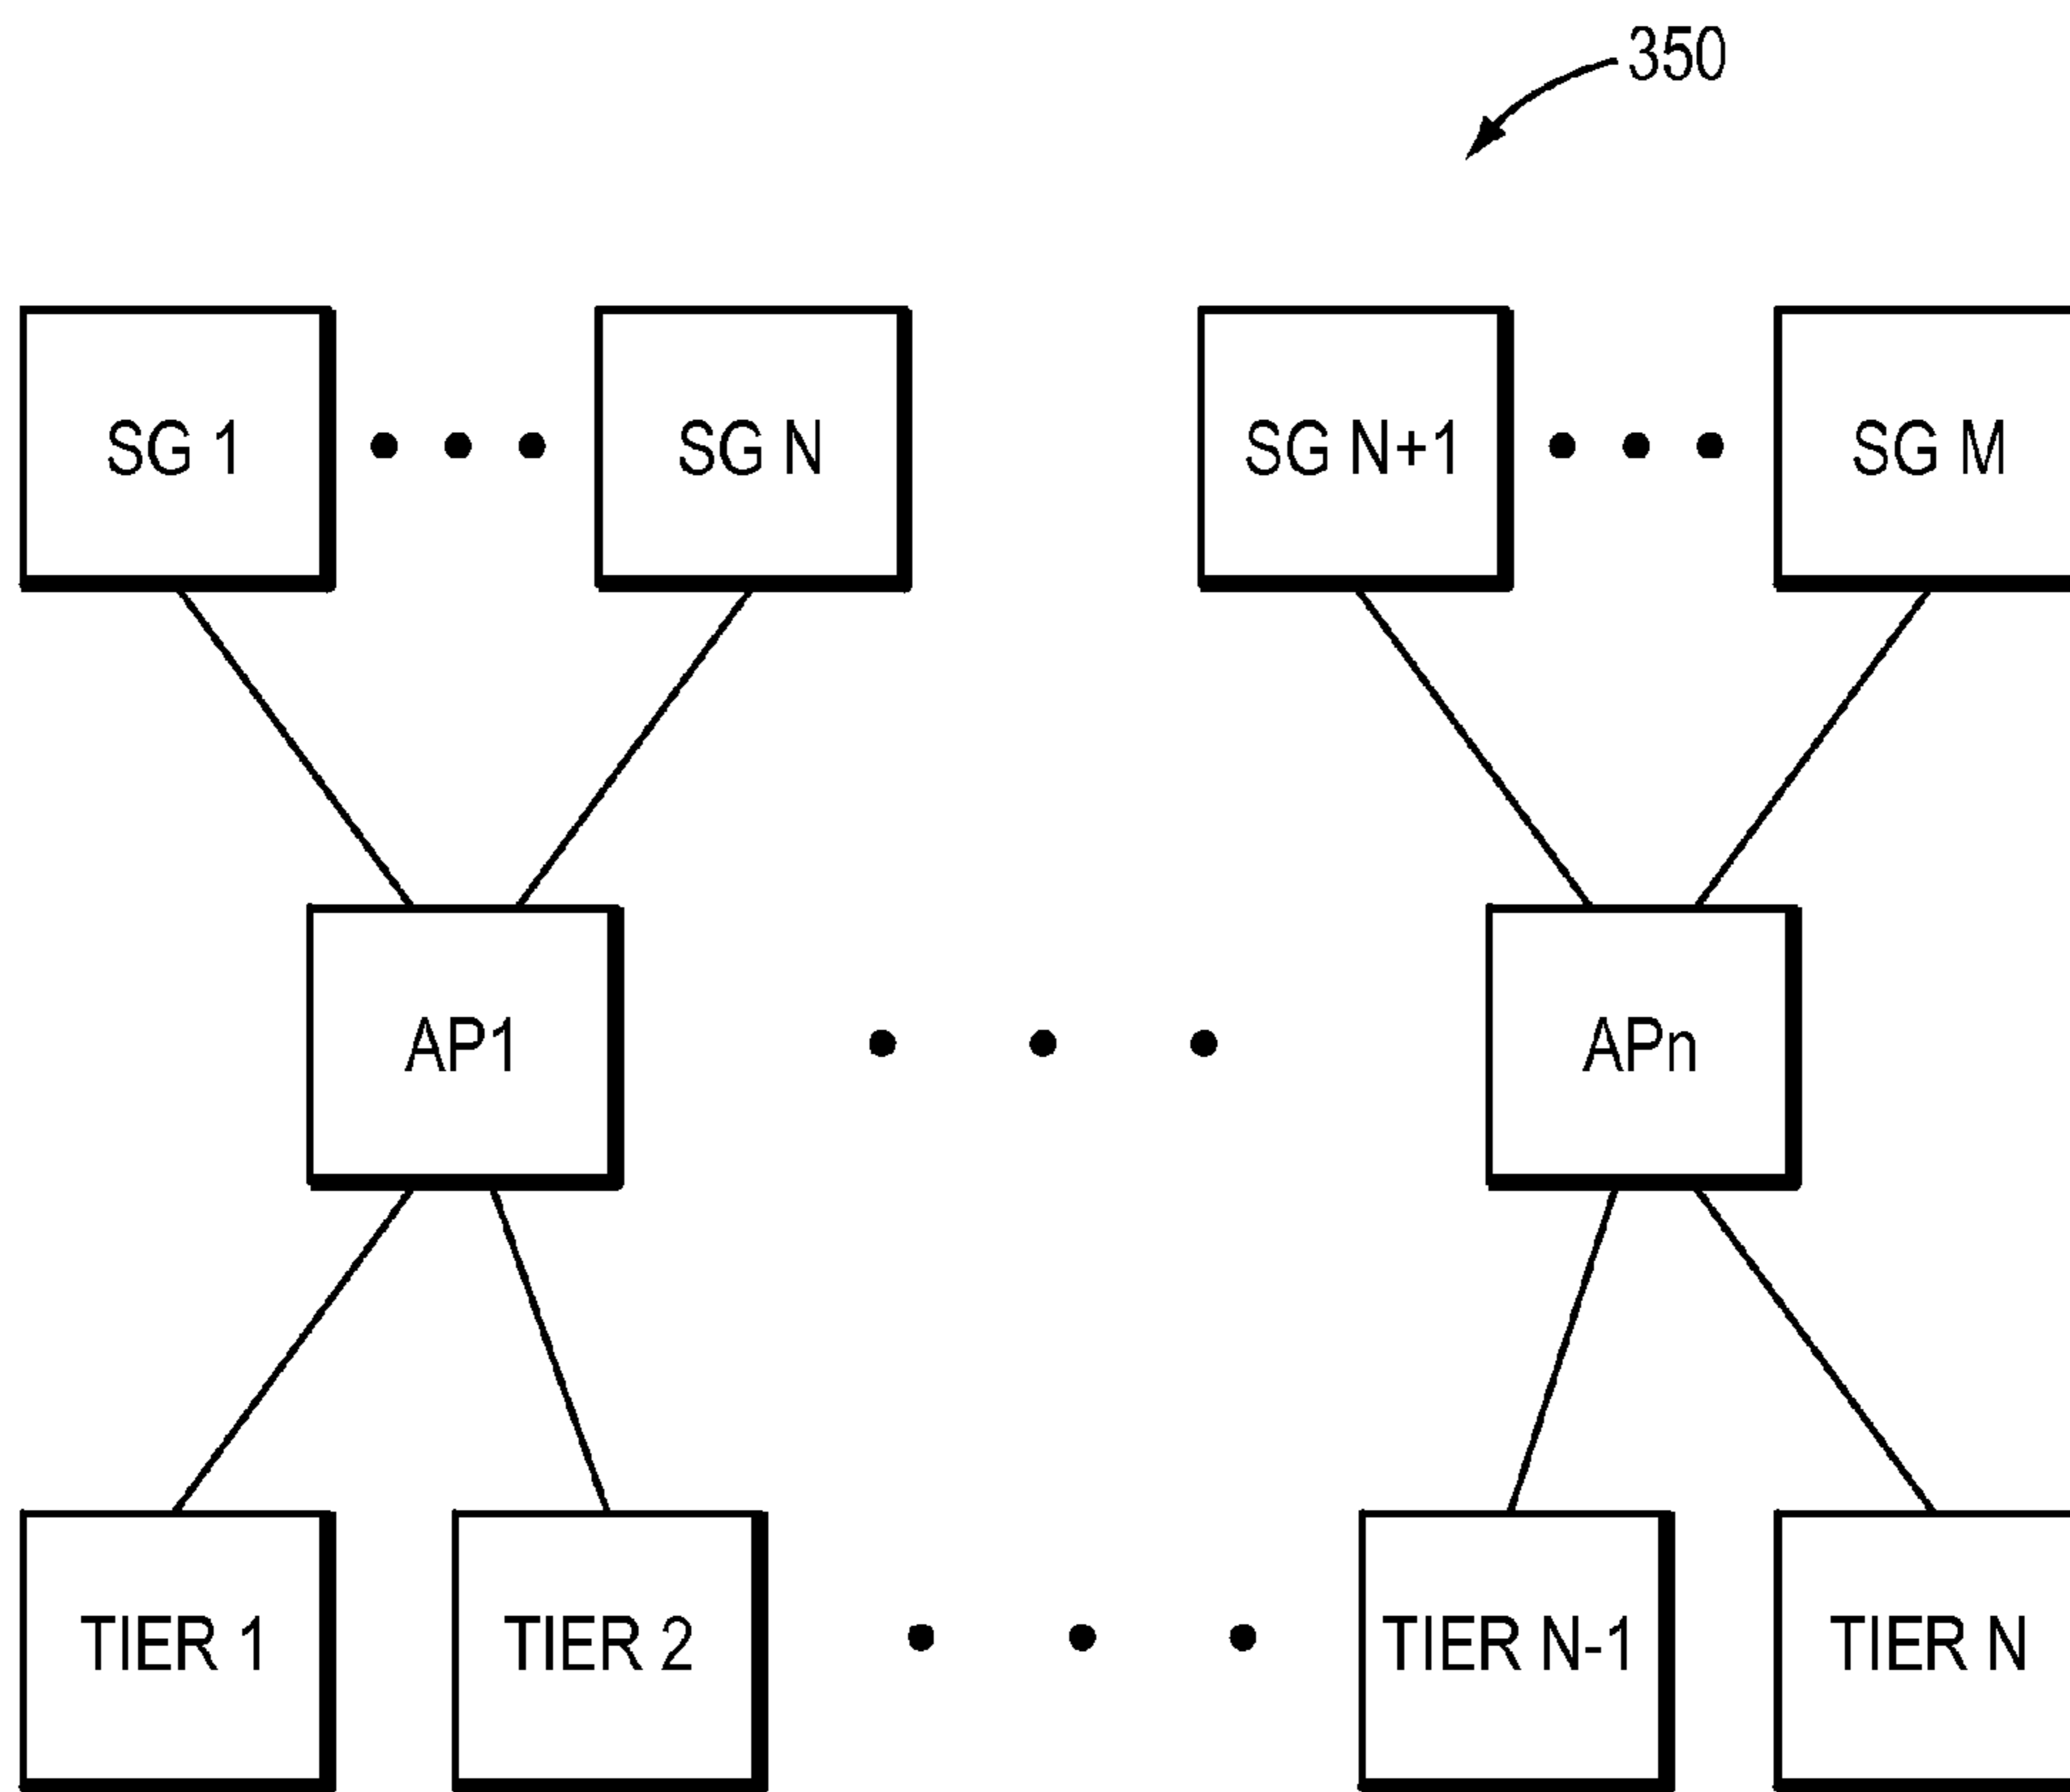 350
SG 1
SG N
SG N+1
SG M
AP1
APn
TIER 1
TIER 2
TIER N-1
TIER N